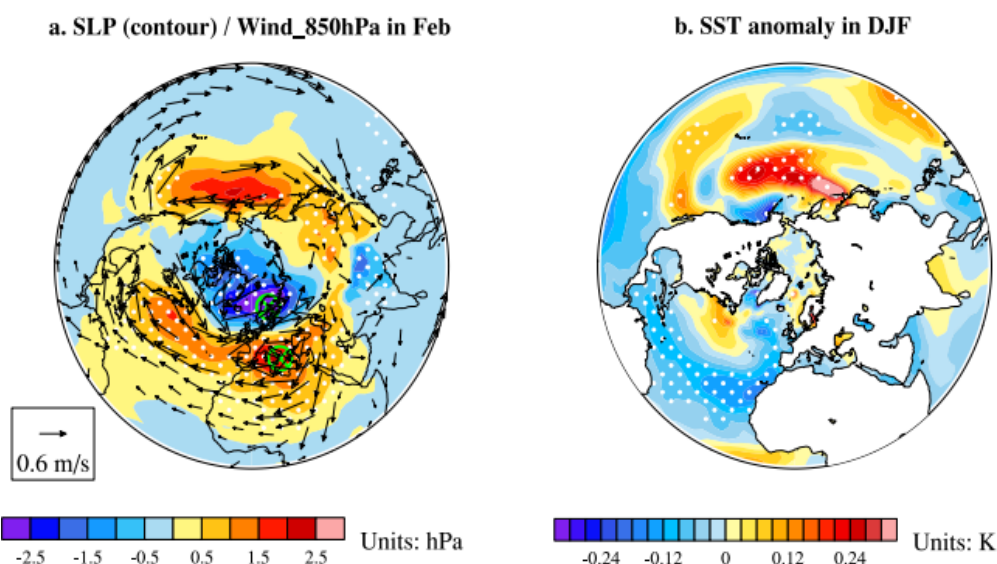 a. SLP (contour) / Wind_850hPa in Feb
b. SST anomaly in DJF
0.6 m/s
-2.5 -1.5 -0.5 0.5 1.5 2.5 Units: hPa
-0.24 -0.12 0 0.12 0.24 Units: K